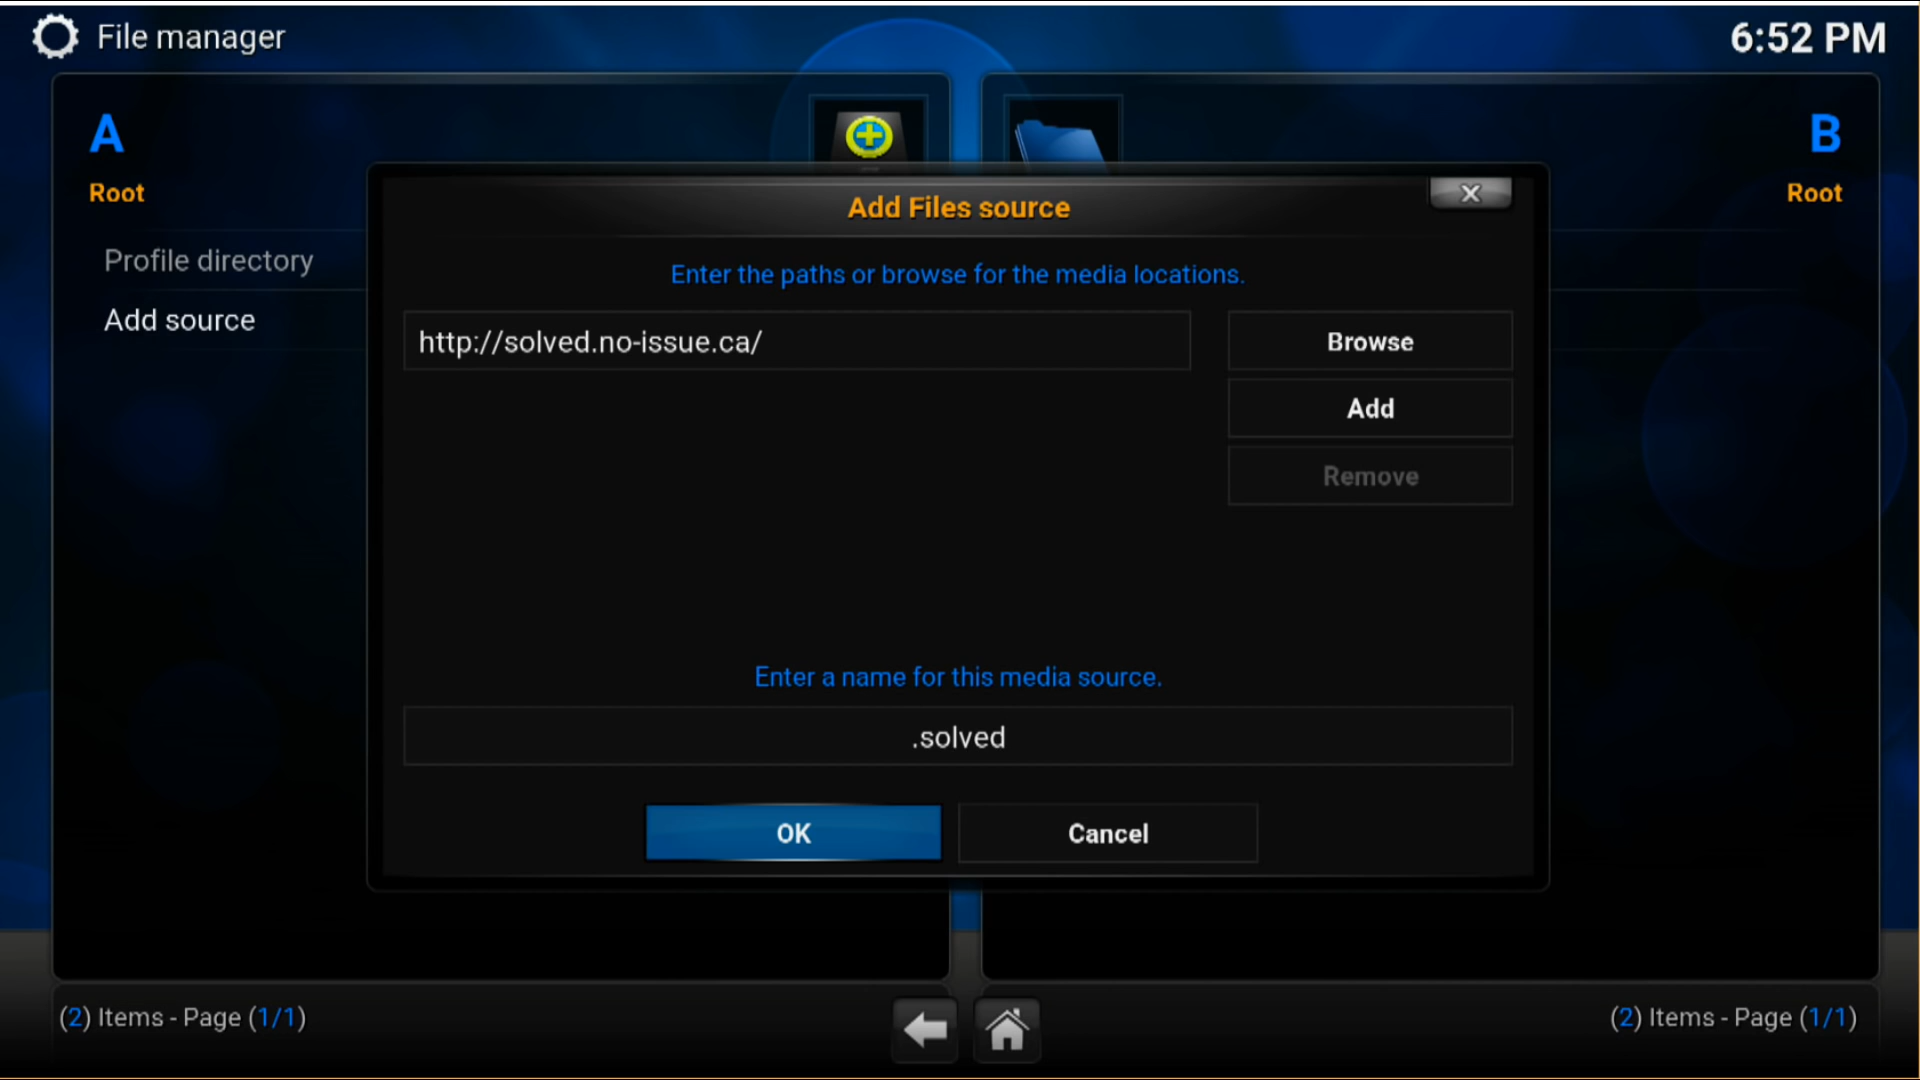 File manager
6:52 PM
A
B
Root
Root
Profile directory
Add source
Add Files source
x
Enter the paths or browse for the media locations.
http://solved.no-issue.ca/
Browse
Add
Remove
Enter a name for this media source.
.solved
OK
Cancel
(2) Items - Page (1/1)
(2) Items - Page (1/1)